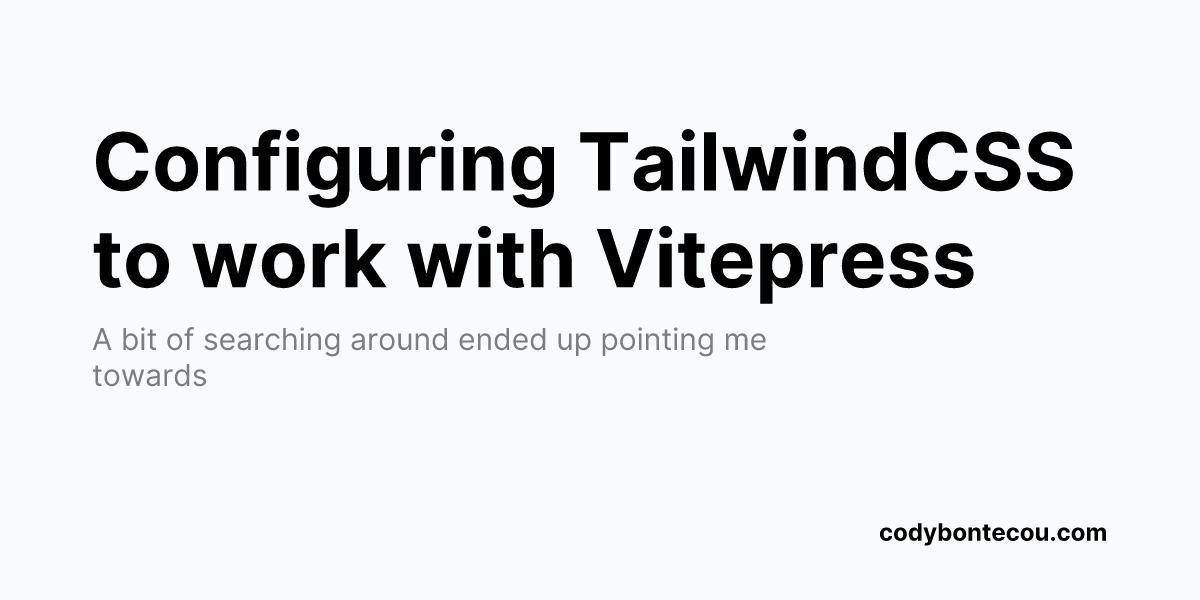 Configuring TailwindCSS
to work with Vitepress
A bit of searching around ended up pointing me
towards
codybontecou.com